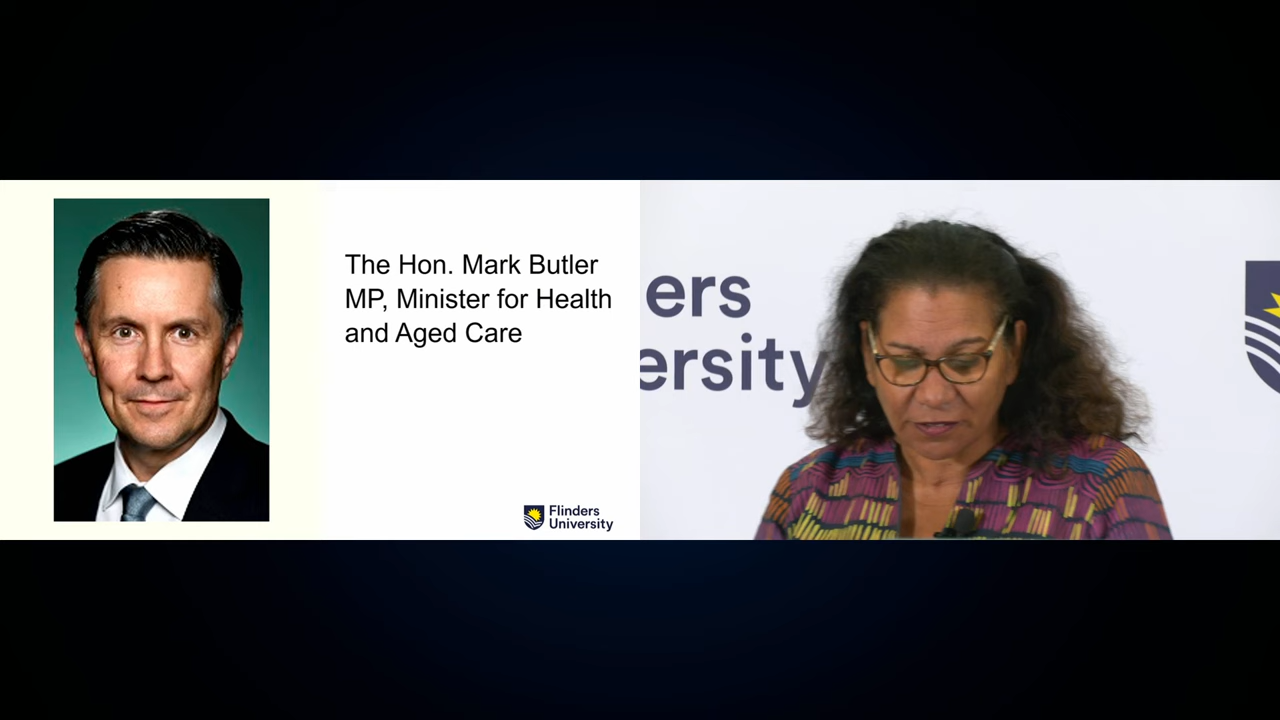 The Hon. Mark Butler
MP, Minister for Health
and Aged Care
Flinders
University
ers
ersity